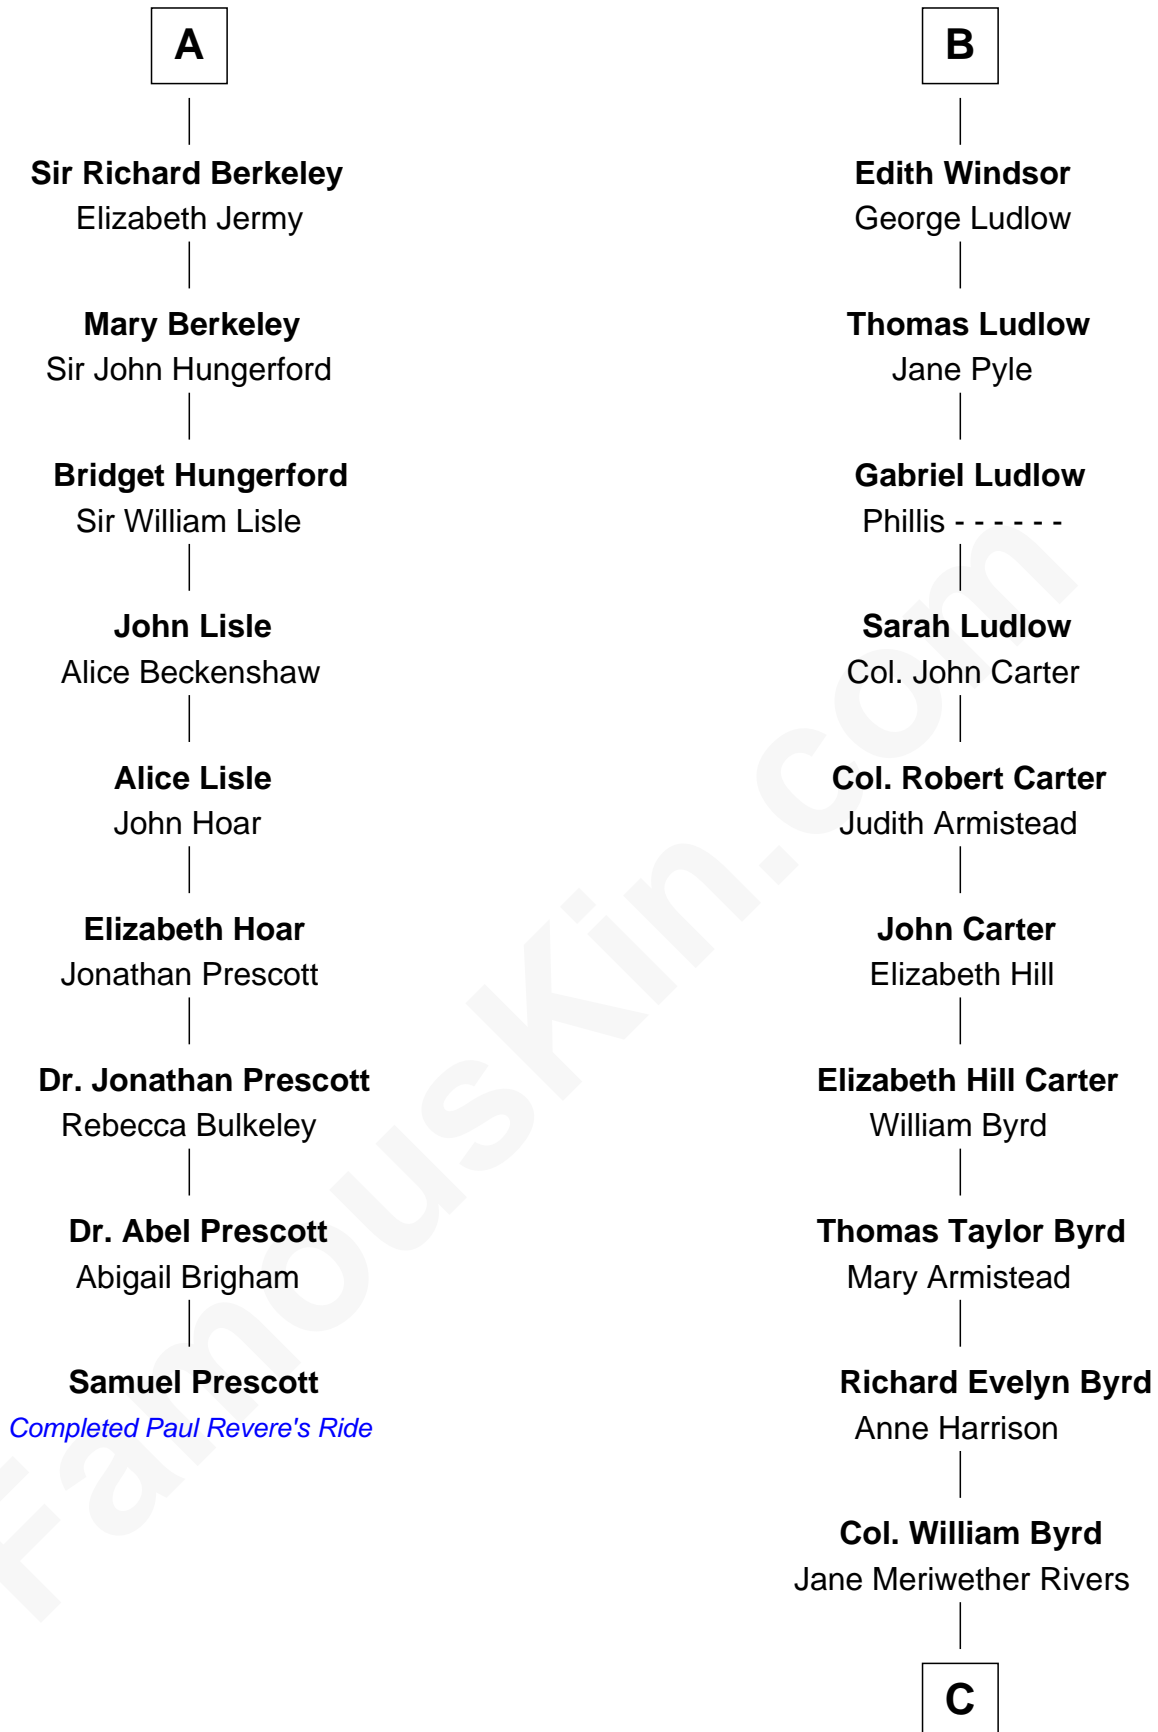 A
Sir Richard Berkeley
Elizabeth Jermy
Mary Berkeley
Sir John Hungerford
Bridget Hungerford
Sir William Lisle
John Lisle
Alice Beckenshaw
Alice Lisle
John Hoar
Elizabeth Hoar
Jonathan Prescott
Dr. Jonathan Prescott
Rebecca Bulkeley
Dr. Abel Prescott
Abigail Brigham
Samuel Prescott
Completed Paul Revere's Ride
B
Edith Windsor
George Ludlow
Thomas Ludlow
Jane Pyle
Gabriel Ludlow
Phillis - - - - - -
Sarah Ludlow
Col. John Carter
Col. Robert Carter
Judith Armistead
John Carter
Elizabeth Hill
Elizabeth Hill Carter
William Byrd
Thomas Taylor Byrd
Mary Armistead
Richard Evelyn Byrd
Anne Harrison
Col. William Byrd
Jane Meriwether Rivers
C
FamousKin.com